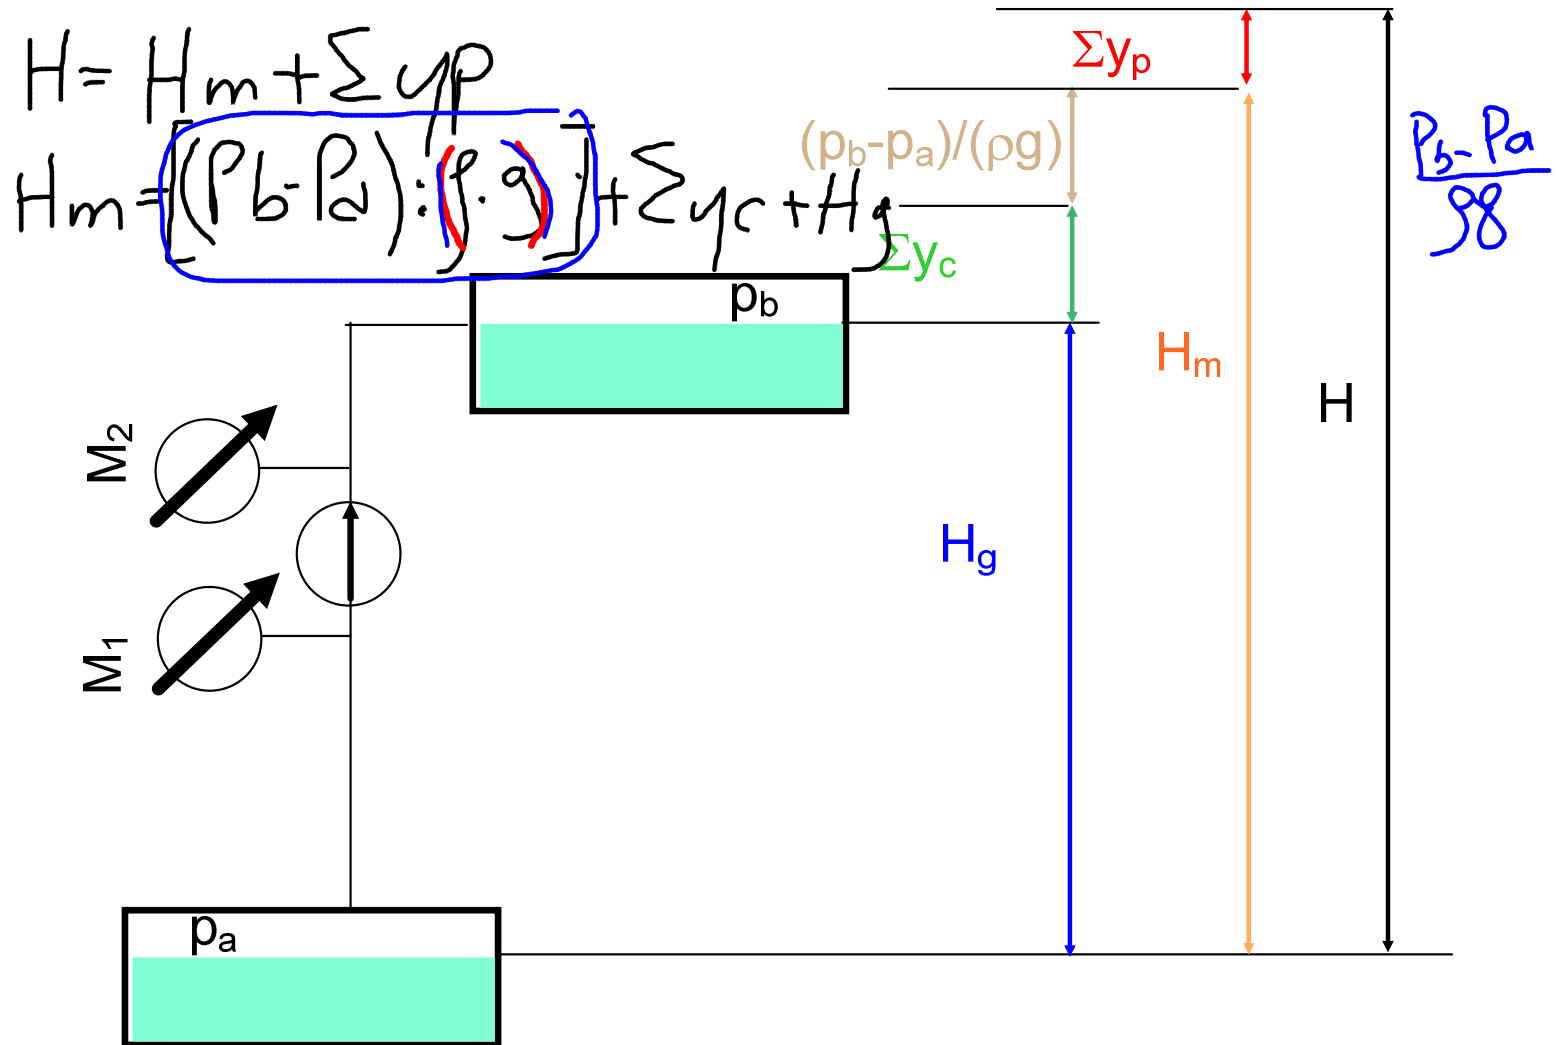 H = Hm + Σyp
Hm = [(Pb - Pa) : (ρ · g)] + Σyc + Hg
Pb - Pa
ρg
Σyp
(pb-pa)/(ρg)
Σyc
pb
Hm
H
M2
Hg
M1
pa